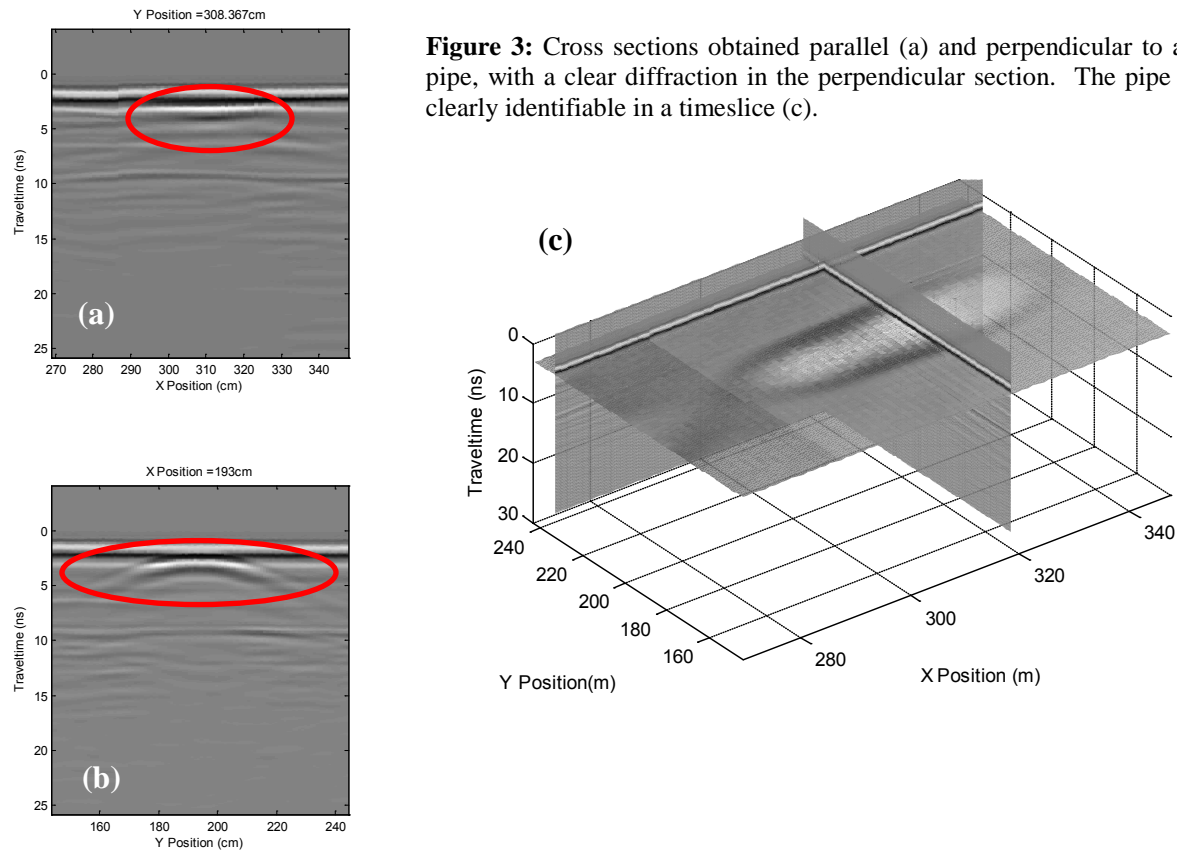 Y Position =308.367cm
0
5
10
15
20
25
Traveltime (ns)
270 280 290 300 310 320 330 340
X Position (cm)
(a)
X Position =193cm
0
5
10
15
20
25
Traveltime (ns)
160 180 200 220 240
Y Position (cm)
(b)
Figure 3: Cross sections obtained parallel (a) and perpendicular to a
pipe, with a clear diffraction in the perpendicular section. The pipe
clearly identifiable in a timeslice (c).
(c)
0
10
20
30
Traveltime (ns)
240
220
200
180
160
Y Position(m)
280
300
320
340
X Position (m)